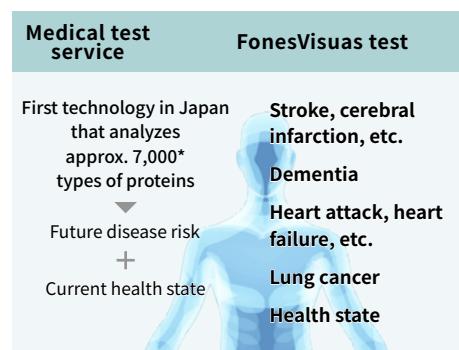 Medical test
service
FonesVisuas test
First technology in Japan
that analyzes
approx. 7,000*
types of proteins
Future disease risk
+
Current health state
Stroke, cerebral
infarction, etc.
Dementia
Heart attack, heart
failure, etc.
Lung cancer
Health state